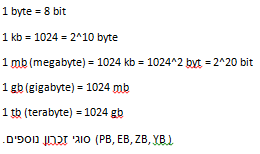 1 byte = 8 bit
1 kb = 1024 = 2^10 byte
1 mb (megabyte) = 1024 kb = 1024^2 byt = 2^20 bit
1 gb (gigabyte) = 1024 mb
1 tb (terabyte) = 1024 gb
סוגי זכרון נוספים (PB, EB, ZB, YB).